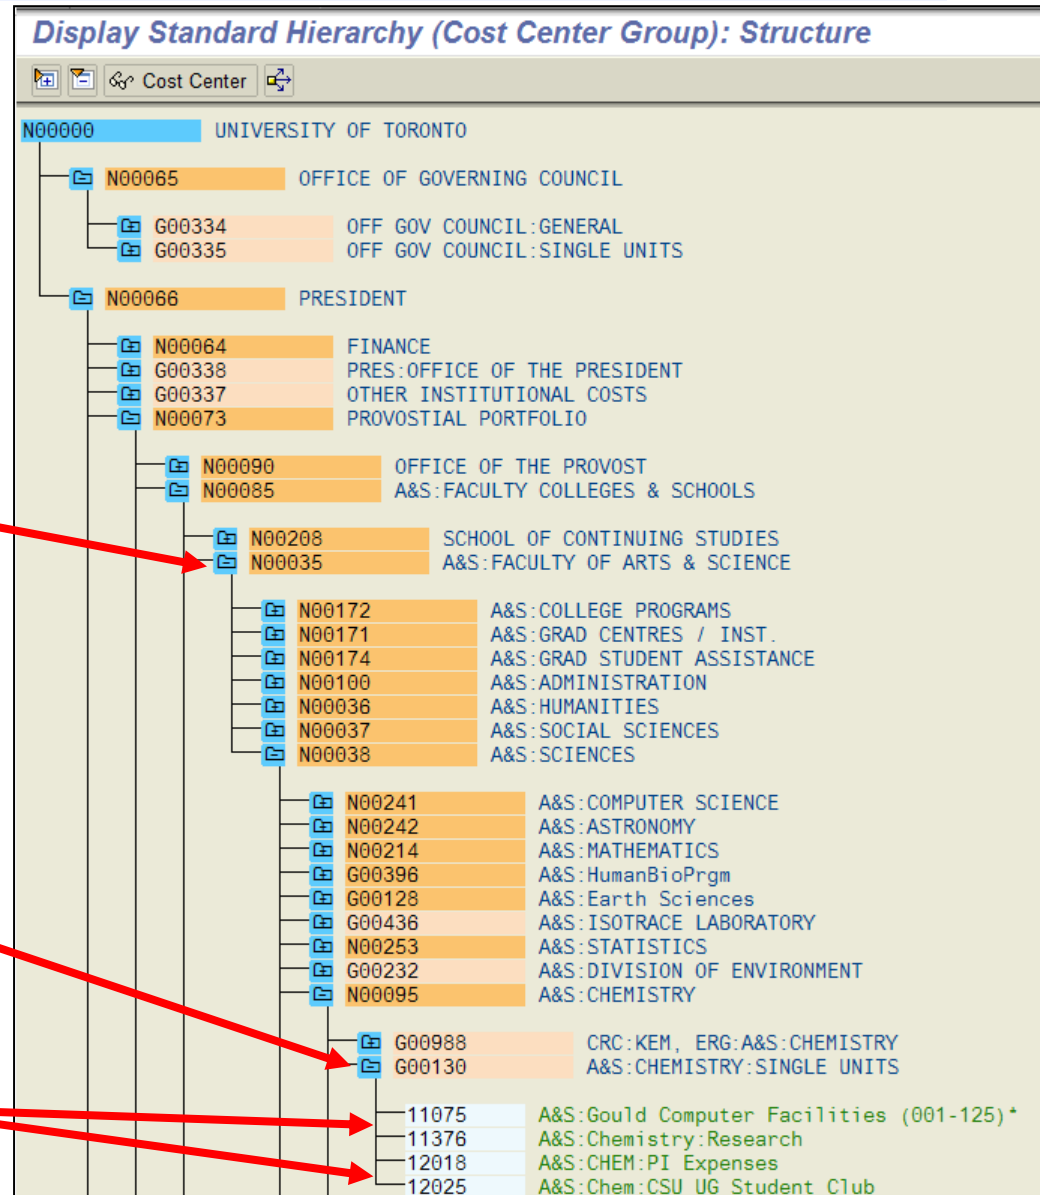 Display Standard Hierarchy (Cost Center Group): Structure
Cost Center
N00000 UNIVERSITY OF TORONTO
N00065 OFFICE OF GOVERNING COUNCIL
G00334 OFF GOV COUNCIL:GENERAL
G00335 OFF GOV COUNCIL:SINGLE UNITS
N00066 PRESIDENT
N00064 FINANCE
G00338 PRES:OFFICE OF THE PRESIDENT
G00337 OTHER INSTITUTIONAL COSTS
N00073 PROVOSTIAL PORTFOLIO
N00090 OFFICE OF THE PROVOST
N00085 A&S:FACULTY COLLEGES & SCHOOLS
N00208 SCHOOL OF CONTINUING STUDIES
N00035 A&S:FACULTY OF ARTS & SCIENCE
N00172 A&S:COLLEGE PROGRAMS
N00171 A&S:GRAD CENTRES / INST.
N00174 A&S:GRAD STUDENT ASSISTANCE
N00100 A&S:ADMINISTRATION
N00036 A&S:HUMANITIES
N00037 A&S:SOCIAL SCIENCES
N00038 A&S:SCIENCES
N00241 A&S:COMPUTER SCIENCE
N00242 A&S:ASTRONOMY
N00214 A&S:MATHEMATICS
G00396 A&S:HumanBioPrgm
G00128 A&S:Earth Sciences
G00436 A&S:ISOTRACE LABORATORY
N00253 A&S:STATISTICS
G00232 A&S:DIVISION OF ENVIRONMENT
N00095 A&S:CHEMISTRY
G00988 CRC:KEM, ERG:A&S:CHEMISTRY
G00130 A&S:CHEMISTRY:SINGLE UNITS
11075 A&S:Gould Computer Facilities (001-125)*
11376 A&S:Chemistry:Research
12018 A&S:CHEM:PI Expenses
12025 A&S:Chem:CSU UG Student Club